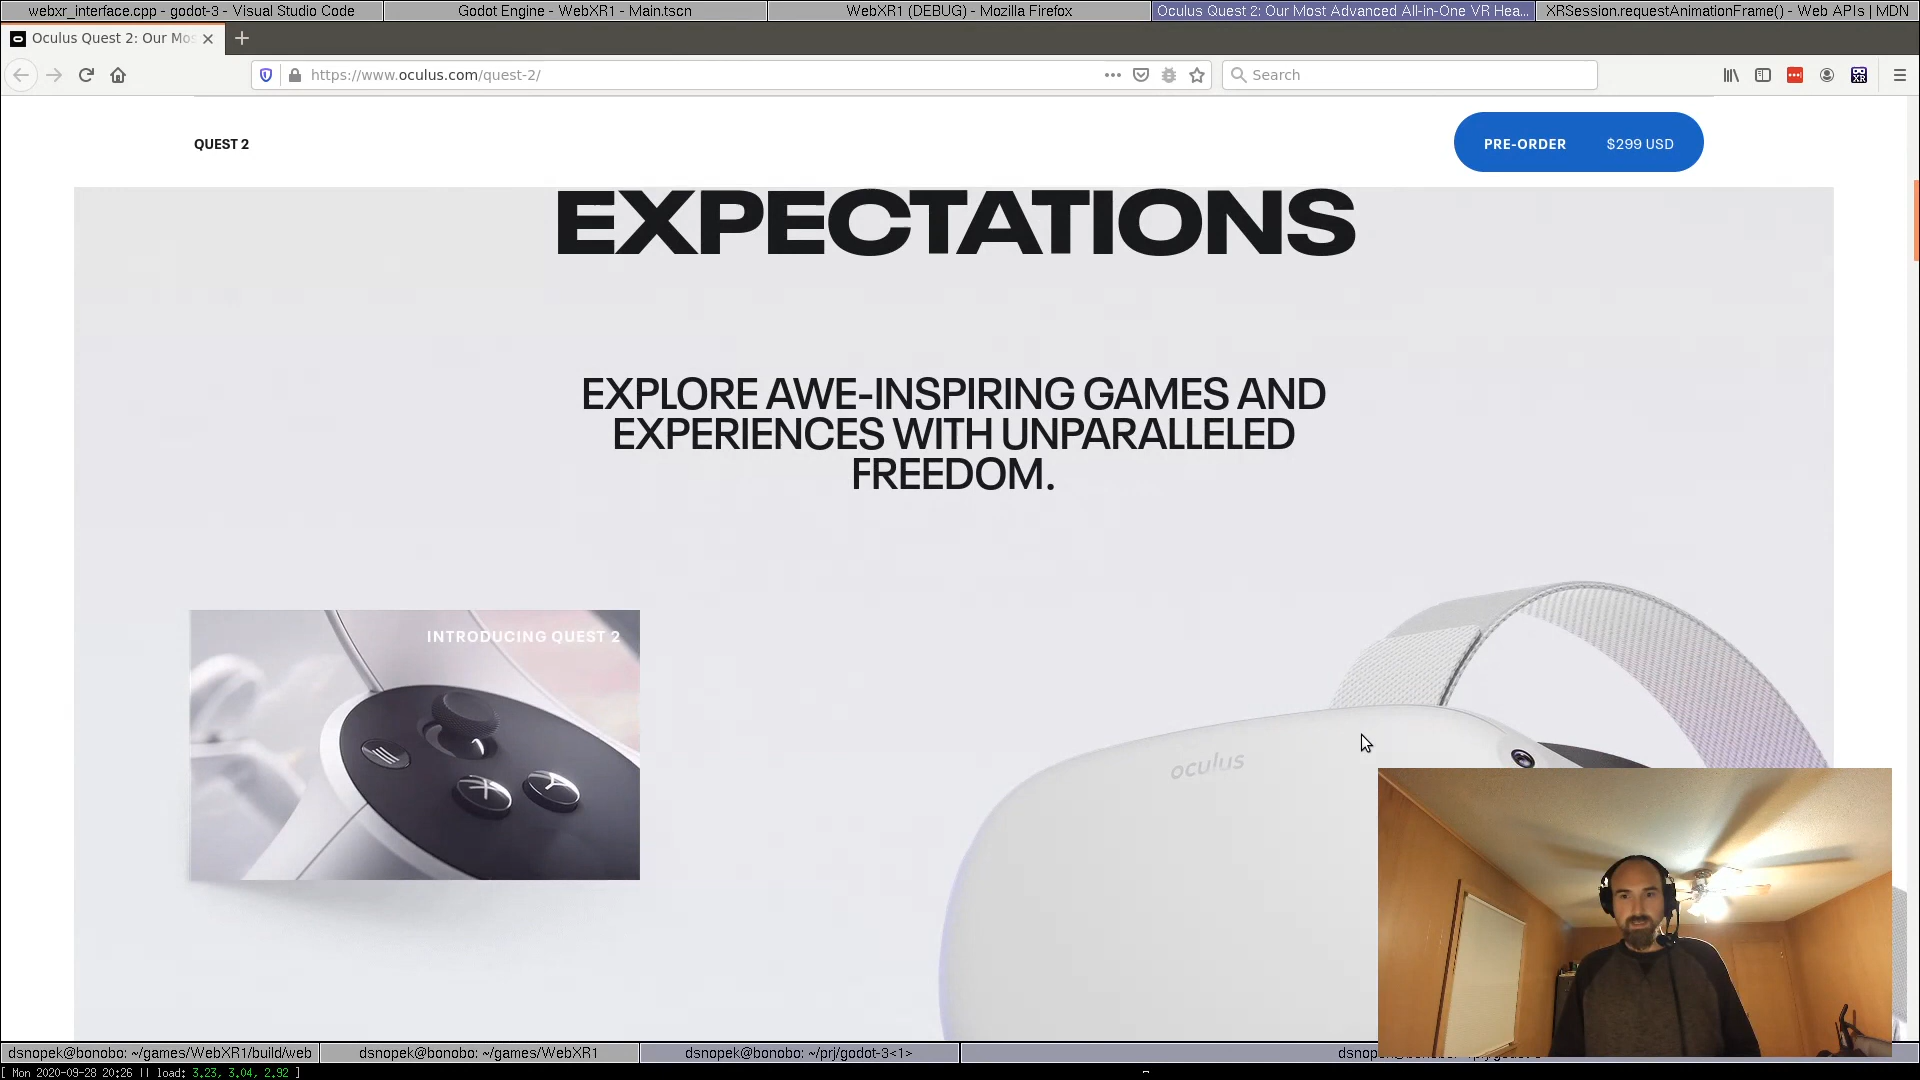 webxr_interface.cpp - godot-3 - Visual Studio Code
Godot Engine - WebXR1 - Main.tscn
WebXR1 (DEBUG) - Mozilla Firefox
Oculus Quest 2: Our Most Advanced All-in-One VR Hea...
XRSession.requestAnimationFrame() - Web APIs | MDN
Oculus Quest 2: Our Mos
https://www.oculus.com/quest-2/
Search
QUEST 2
PRE-ORDER $299 USD
EXPECTATIONS
EXPLORE AWE-INSPIRING GAMES AND
EXPERIENCES WITH UNPARALLELED
FREEDOM.
INTRODUCING QUEST 2
X Y
oculus
dsnopek@bonobo: ~/games/WebXR1/build/web
dsnopek@bonobo: ~/games/WebXR1
dsnopek@bonobo: ~/prj/godot-3<1>
[ Mon 2020-09-28 20:26 || load: 3.23, 3.04, 2.92 ]